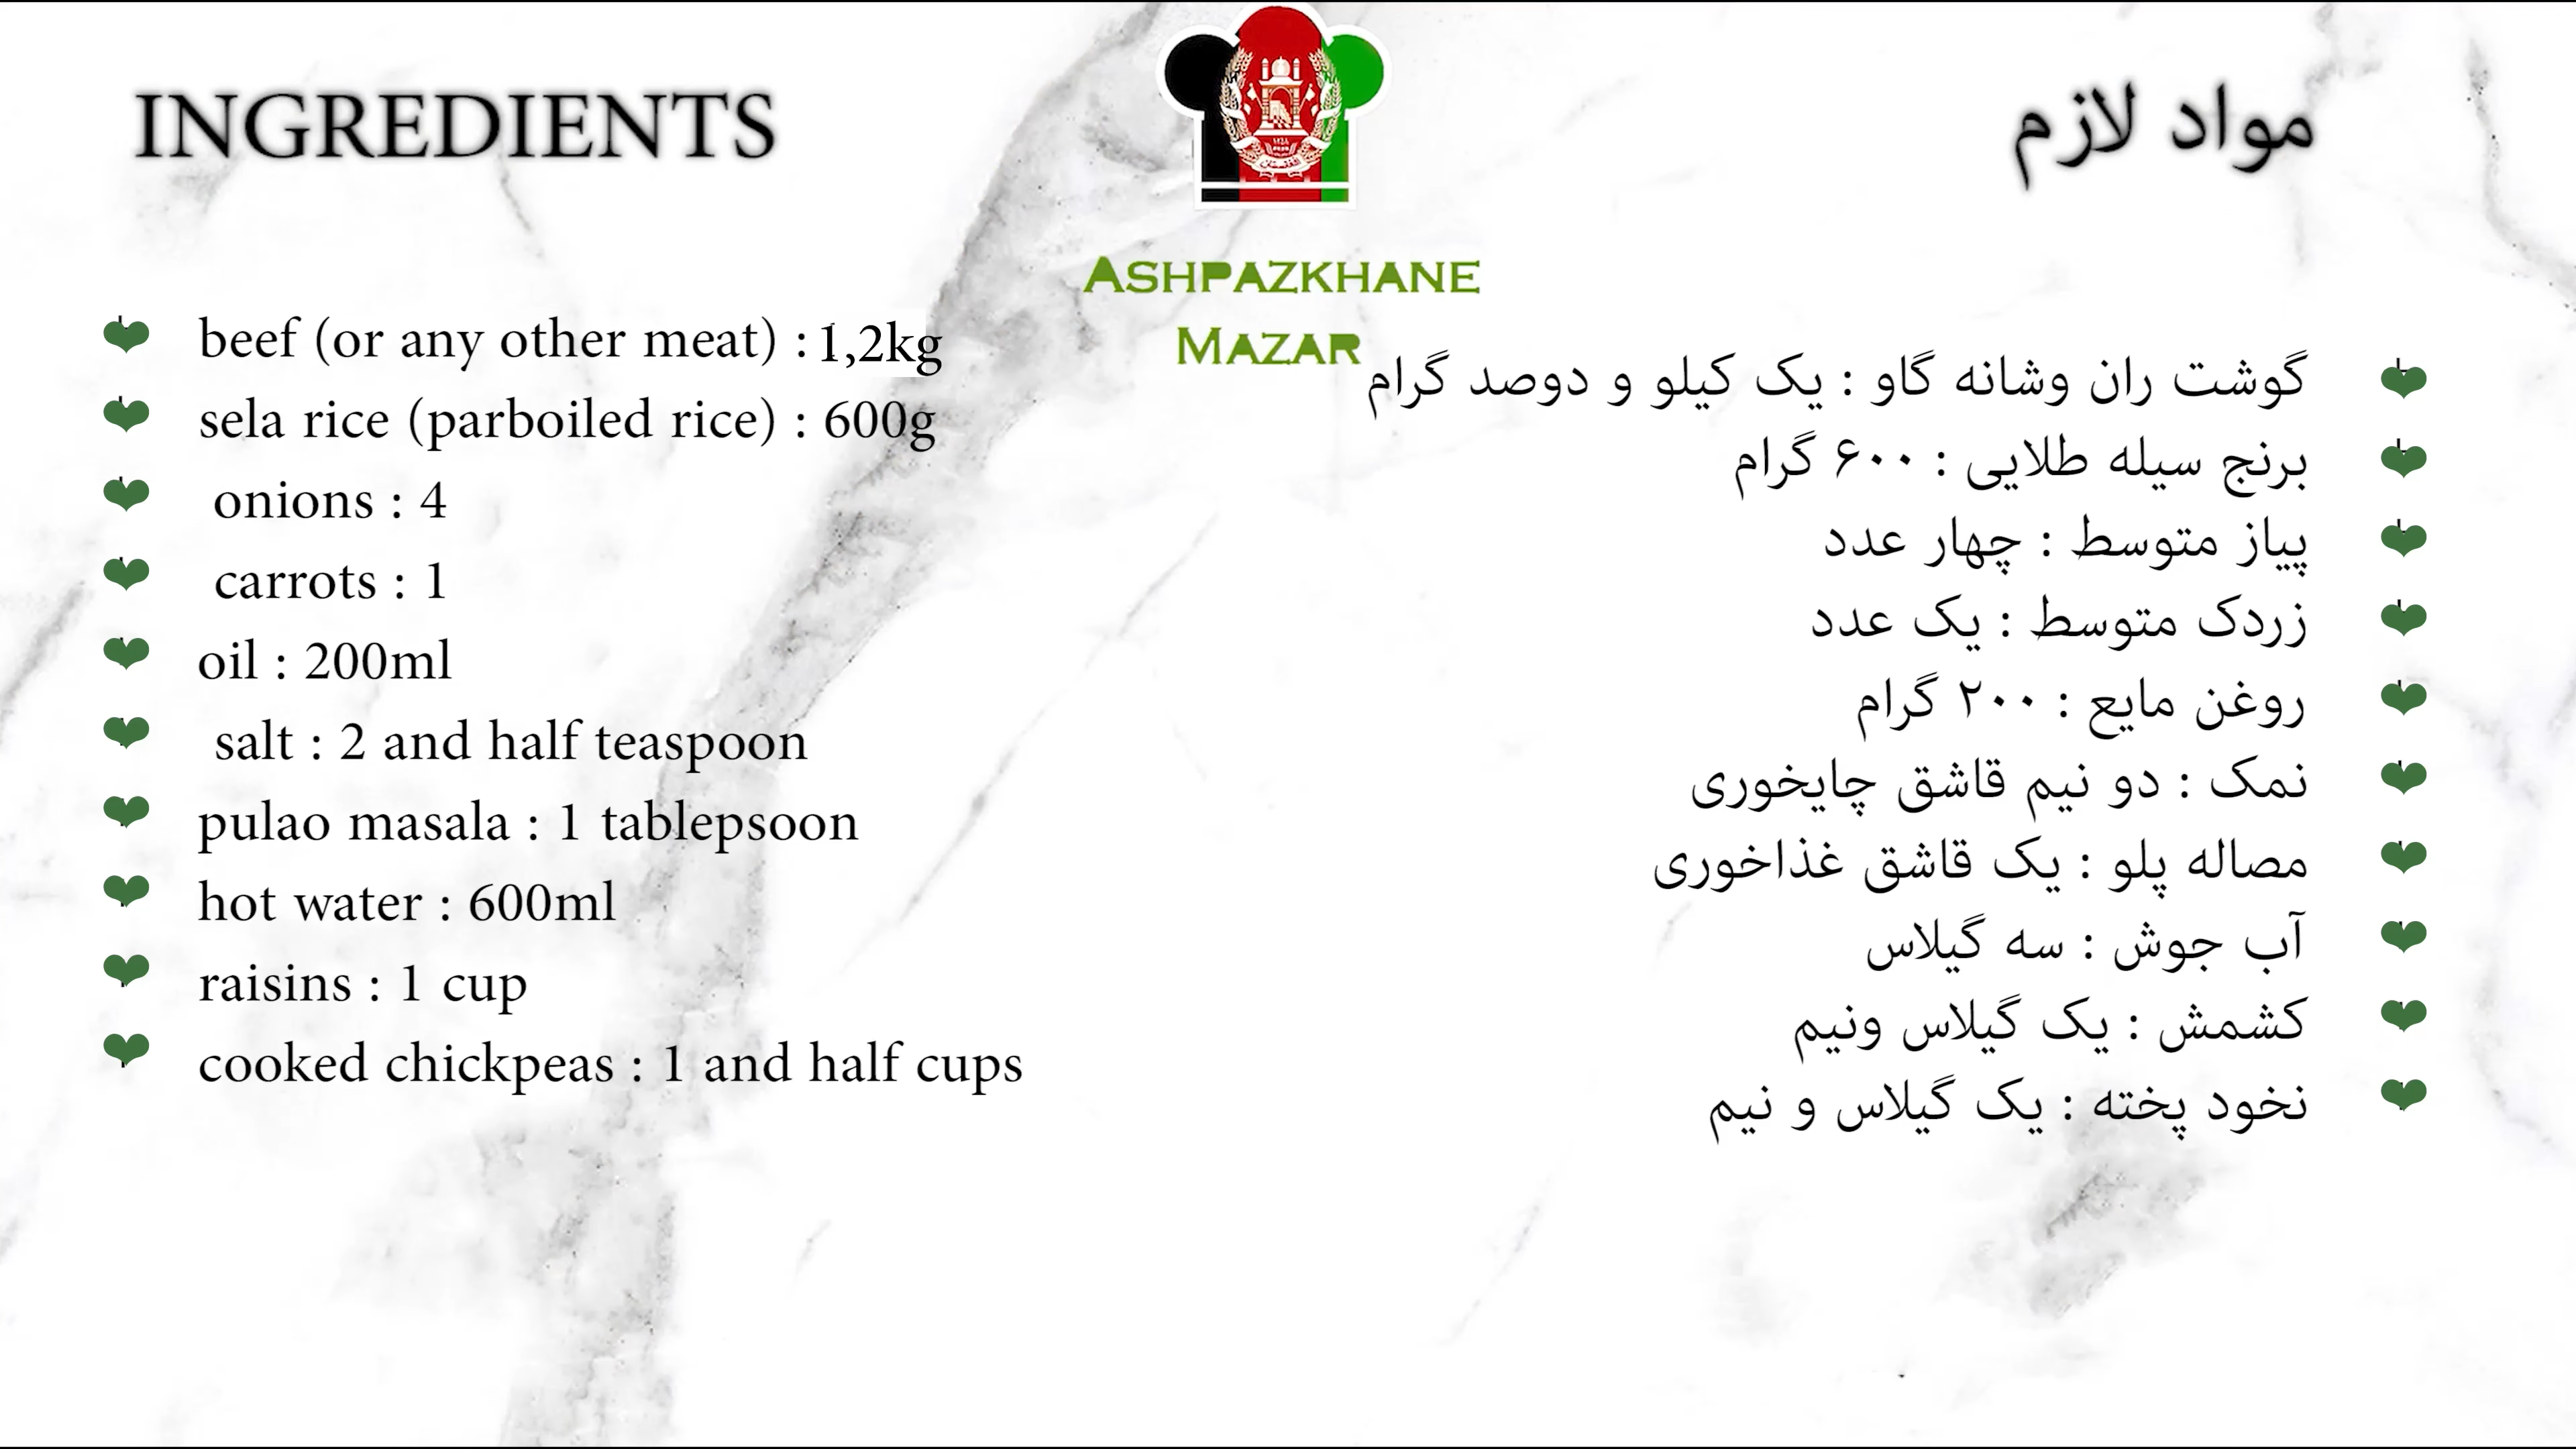 INGREDIENTS
beef (or any other meat) : 1,2kg
sela rice (parboiled rice) : 600g
onions : 4
carrots : 1
oil : 200ml
salt : 2 and half teaspoon
pulao masala : 1 tablepsoon
hot water : 600ml
raisins : 1 cup
cooked chickpeas : 1 and half cups
ASHPAZKHANE
MAZAR
مواد لازم
گوشت ران وشانه گاو : یک کیلو و دوصد گرام
برنج سیله طلایی : ۶۰۰ گرام
پیاز متوسط : چهار عدد
زردک متوسط : یک عدد
روغن مایع : ۲۰۰ گرام
نمک : دو نیم قاشق چایخوری
مصاله پلو : یک قاشق غذاخوری
آب جوش : سه گیلاس
کشمش : یک گیلاس ونیم
نخود پخته : یک گیلاس و نیم